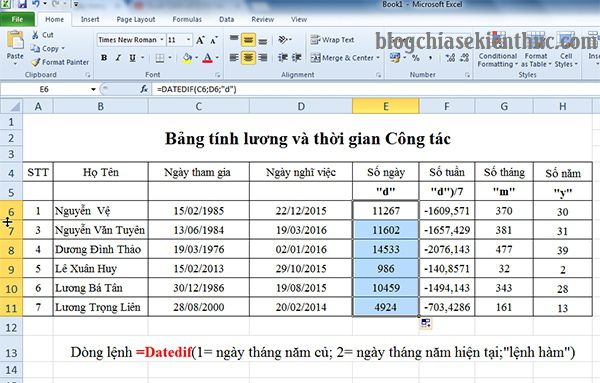 Book1 - Microsoft Excel
File Home Insert Page Layout Formulas Data Review View
Cut
Copy
Paste
Format Painter
Clipboard
Times New Roman 11
Font
Wrap Text
Merge & Center
Alignment
General
Number
Conditional Formatting
Format as Table
Cell Styles
Styles
blogchiasekienthuc.com
E6 fx =DATEDIF(C6;D6;"d")
A B C D E F G H
1
2 Bảng tính lương và thời gian Công tác
3
4 STT Họ Tên Ngày tham gia Ngày nghĩ việc Số ngày Số tuần Số tháng Số năm
5 "d" "d")/7 "m" "y"
6 1 Nguyễn Vệ 15/02/1985 22/12/2015 11267 -1609,571 370 30
7 3 Nguyễn Văn Tuyên 13/06/1984 19/03/2016 11602 -1657,429 381 31
8 4 Dương Đình Thảo 19/03/1976 02/01/2016 14533 -2076,143 477 39
9 5 Lê Xuân Huy 15/02/2013 29/10/2015 986 -140,8571 32 2
10 6 Lương Bá Tấn 30/12/1986 19/08/2015 10459 -1494,143 343 28
11 7 Lương Trọng Liên 28/08/2000 20/02/2014 4924 -703,4286 161 13
12
13 Dòng lệnh =Datedif(1= ngày tháng năm củ; 2= ngày tháng năm hiện tại;"lệnh hàm")